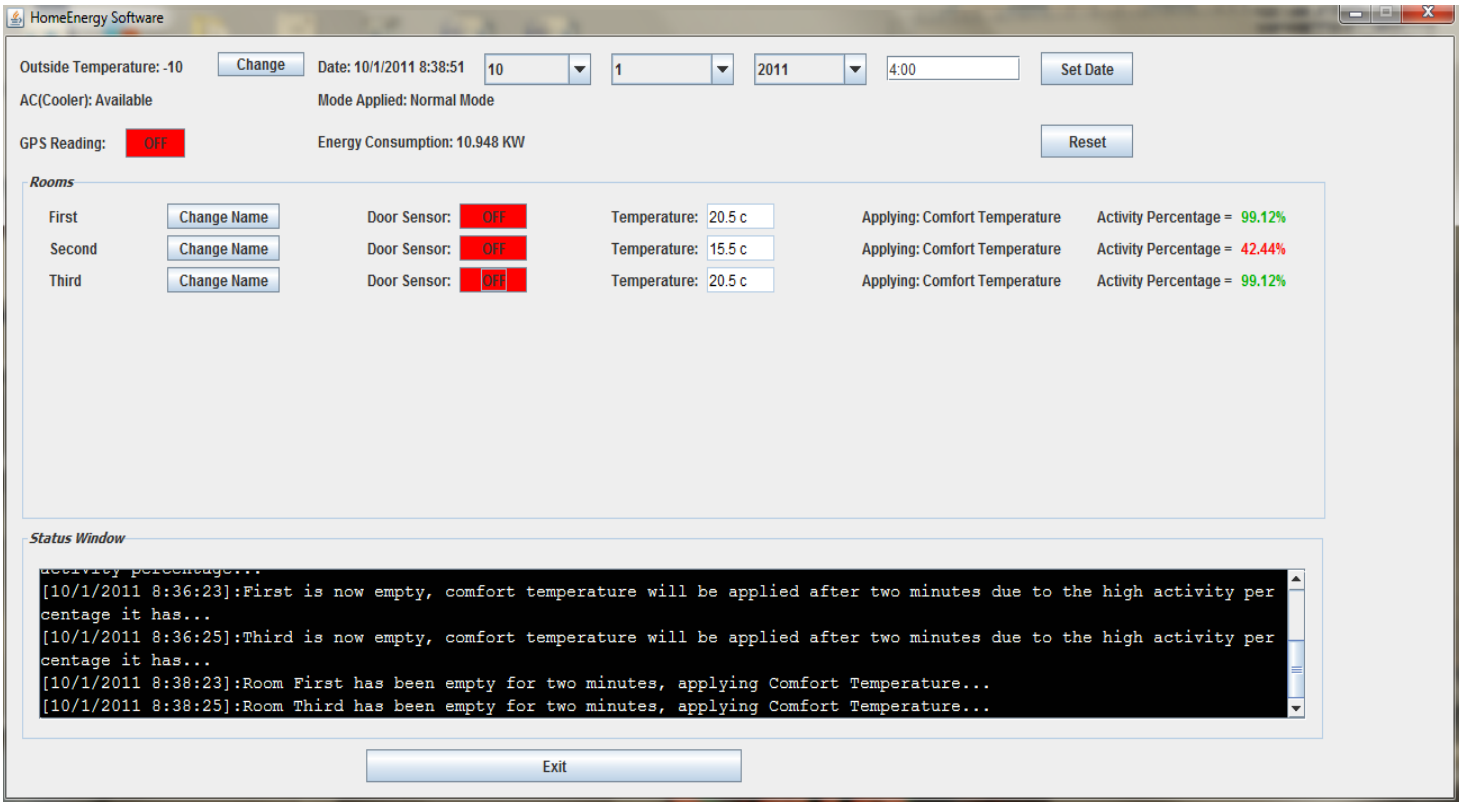 HomeEnergy Software
Outside Temperature: -10 Change Date: 10/1/2011 8:38:51 10 1 2011 4:00 Set Date
AC(Cooler): Available Mode Applied: Normal Mode
GPS Reading: OFF Energy Consumption: 10.948 KW Reset
Rooms
First Change Name Door Sensor: OFF Temperature: 20.5 c Applying: Comfort Temperature Activity Percentage = 99.12%
Second Change Name Door Sensor: OFF Temperature: 15.5 c Applying: Comfort Temperature Activity Percentage = 42.44%
Third Change Name Door Sensor: OFF Temperature: 20.5 c Applying: Comfort Temperature Activity Percentage = 99.12%
Status Window
activity percentage...
[10/1/2011 8:36:23]:First is now empty, comfort temperature will be applied after two minutes due to the high activity per
centage it has...
[10/1/2011 8:36:25]:Third is now empty, comfort temperature will be applied after two minutes due to the high activity per
centage it has...
[10/1/2011 8:38:23]:Room First has been empty for two minutes, applying Comfort Temperature...
[10/1/2011 8:38:25]:Room Third has been empty for two minutes, applying Comfort Temperature...
Exit